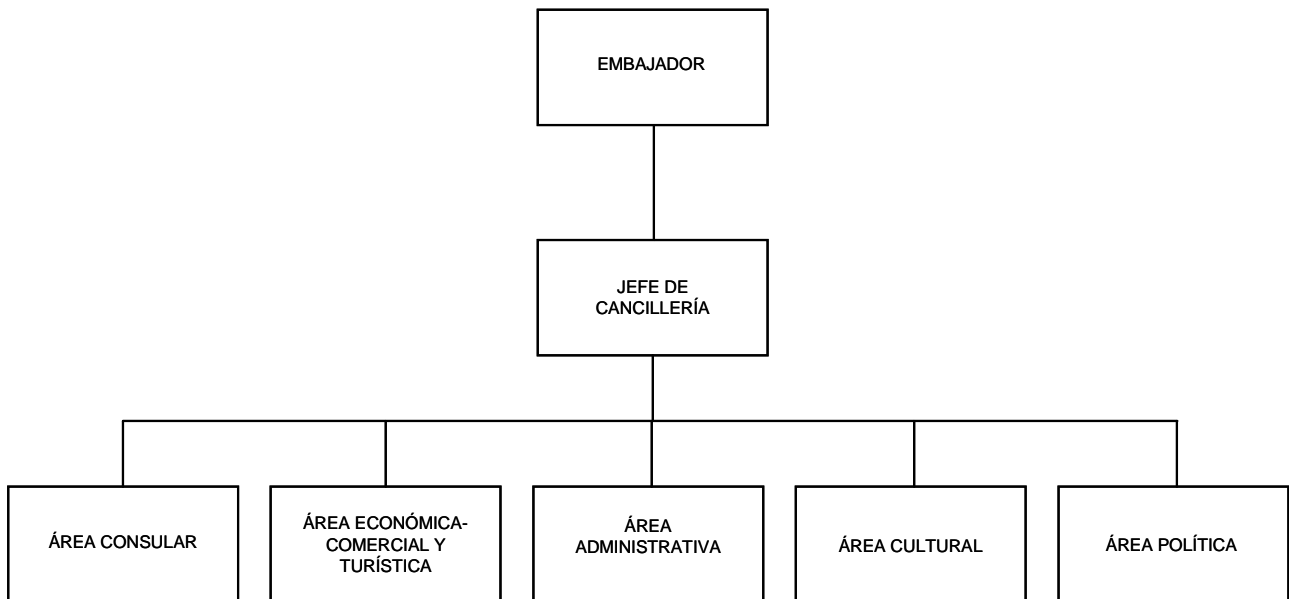 EMBAJADOR
JEFE DE
CANCILLERÍA
ÁREA CONSULAR
ÁREA ECONÓMICA-
COMERCIAL Y
TURÍSTICA
ÁREA
ADMINISTRATIVA
ÁREA CULTURAL
ÁREA POLÍTICA